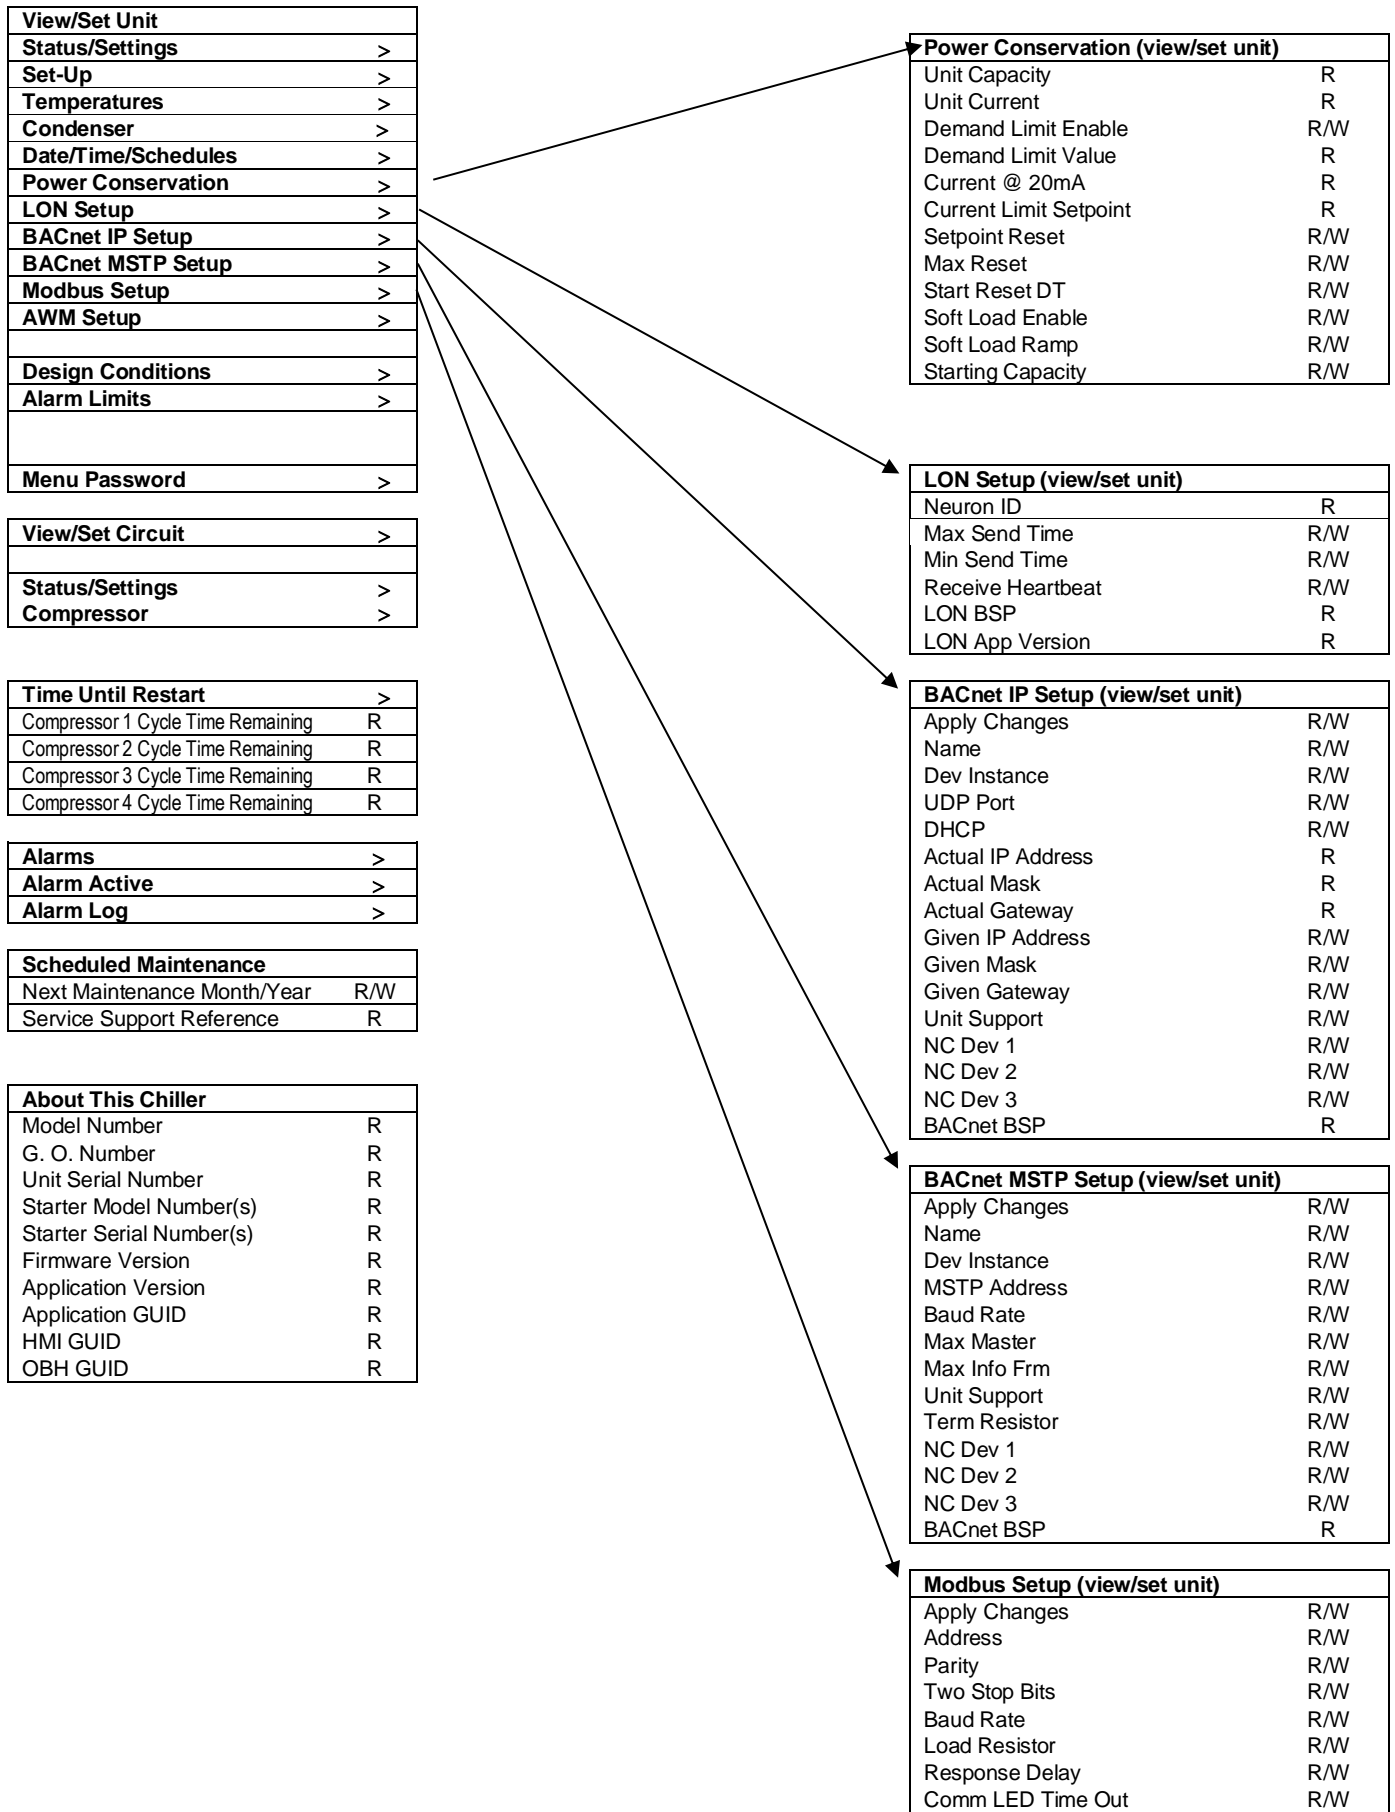 View/Set Unit
Status/Settings >
Set-Up >
Temperatures >
Condenser >
Date/Time/Schedules >
Power Conservation >
LON Setup >
BACnet IP Setup >
BACnet MSTP Setup >
Modbus Setup >
AWM Setup >
Design Conditions >
Alarm Limits >
Menu Password >
View/Set Circuit >
Status/Settings >
Compressor >
Time Until Restart >
Compressor 1 Cycle Time Remaining R
Compressor 2 Cycle Time Remaining R
Compressor 3 Cycle Time Remaining R
Compressor 4 Cycle Time Remaining R
Alarms >
Alarm Active >
Alarm Log >
Scheduled Maintenance
Next Maintenance Month/Year R/W
Service Support Reference R
About This Chiller
Model Number R
G. O. Number R
Unit Serial Number R
Starter Model Number(s) R
Starter Serial Number(s) R
Firmware Version R
Application Version R
Application GUID R
HMI GUID R
OBH GUID R
Power Conservation (view/set unit)
Unit Capacity R
Unit Current R
Demand Limit Enable R/W
Demand Limit Value R
Current @ 20mA R
Current Limit Setpoint R
Setpoint Reset R/W
Max Reset R/W
Start Reset DT R/W
Soft Load Enable R/W
Soft Load Ramp R/W
Starting Capacity R/W
LON Setup (view/set unit)
Neuron ID R
Max Send Time R/W
Min Send Time R/W
Receive Heartbeat R/W
LON BSP R
LON App Version R
BACnet IP Setup (view/set unit)
Apply Changes R/W
Name R/W
Dev Instance R/W
UDP Port R/W
DHCP R/W
Actual IP Address R
Actual Mask R
Actual Gateway R
Given IP Address R/W
Given Mask R/W
Given Gateway R/W
Unit Support R/W
NC Dev 1 R/W
NC Dev 2 R/W
NC Dev 3 R/W
BACnet BSP R
BACnet MSTP Setup (view/set unit)
Apply Changes R/W
Name R/W
Dev Instance R/W
MSTP Address R/W
Baud Rate R/W
Max Master R/W
Max Info Frm R/W
Unit Support R/W
Term Resistor R/W
NC Dev 1 R/W
NC Dev 2 R/W
NC Dev 3 R/W
BACnet BSP R
Modbus Setup (view/set unit)
Apply Changes R/W
Address R/W
Parity R/W
Two Stop Bits R/W
Baud Rate R/W
Load Resistor R/W
Response Delay R/W
Comm LED Time Out R/W